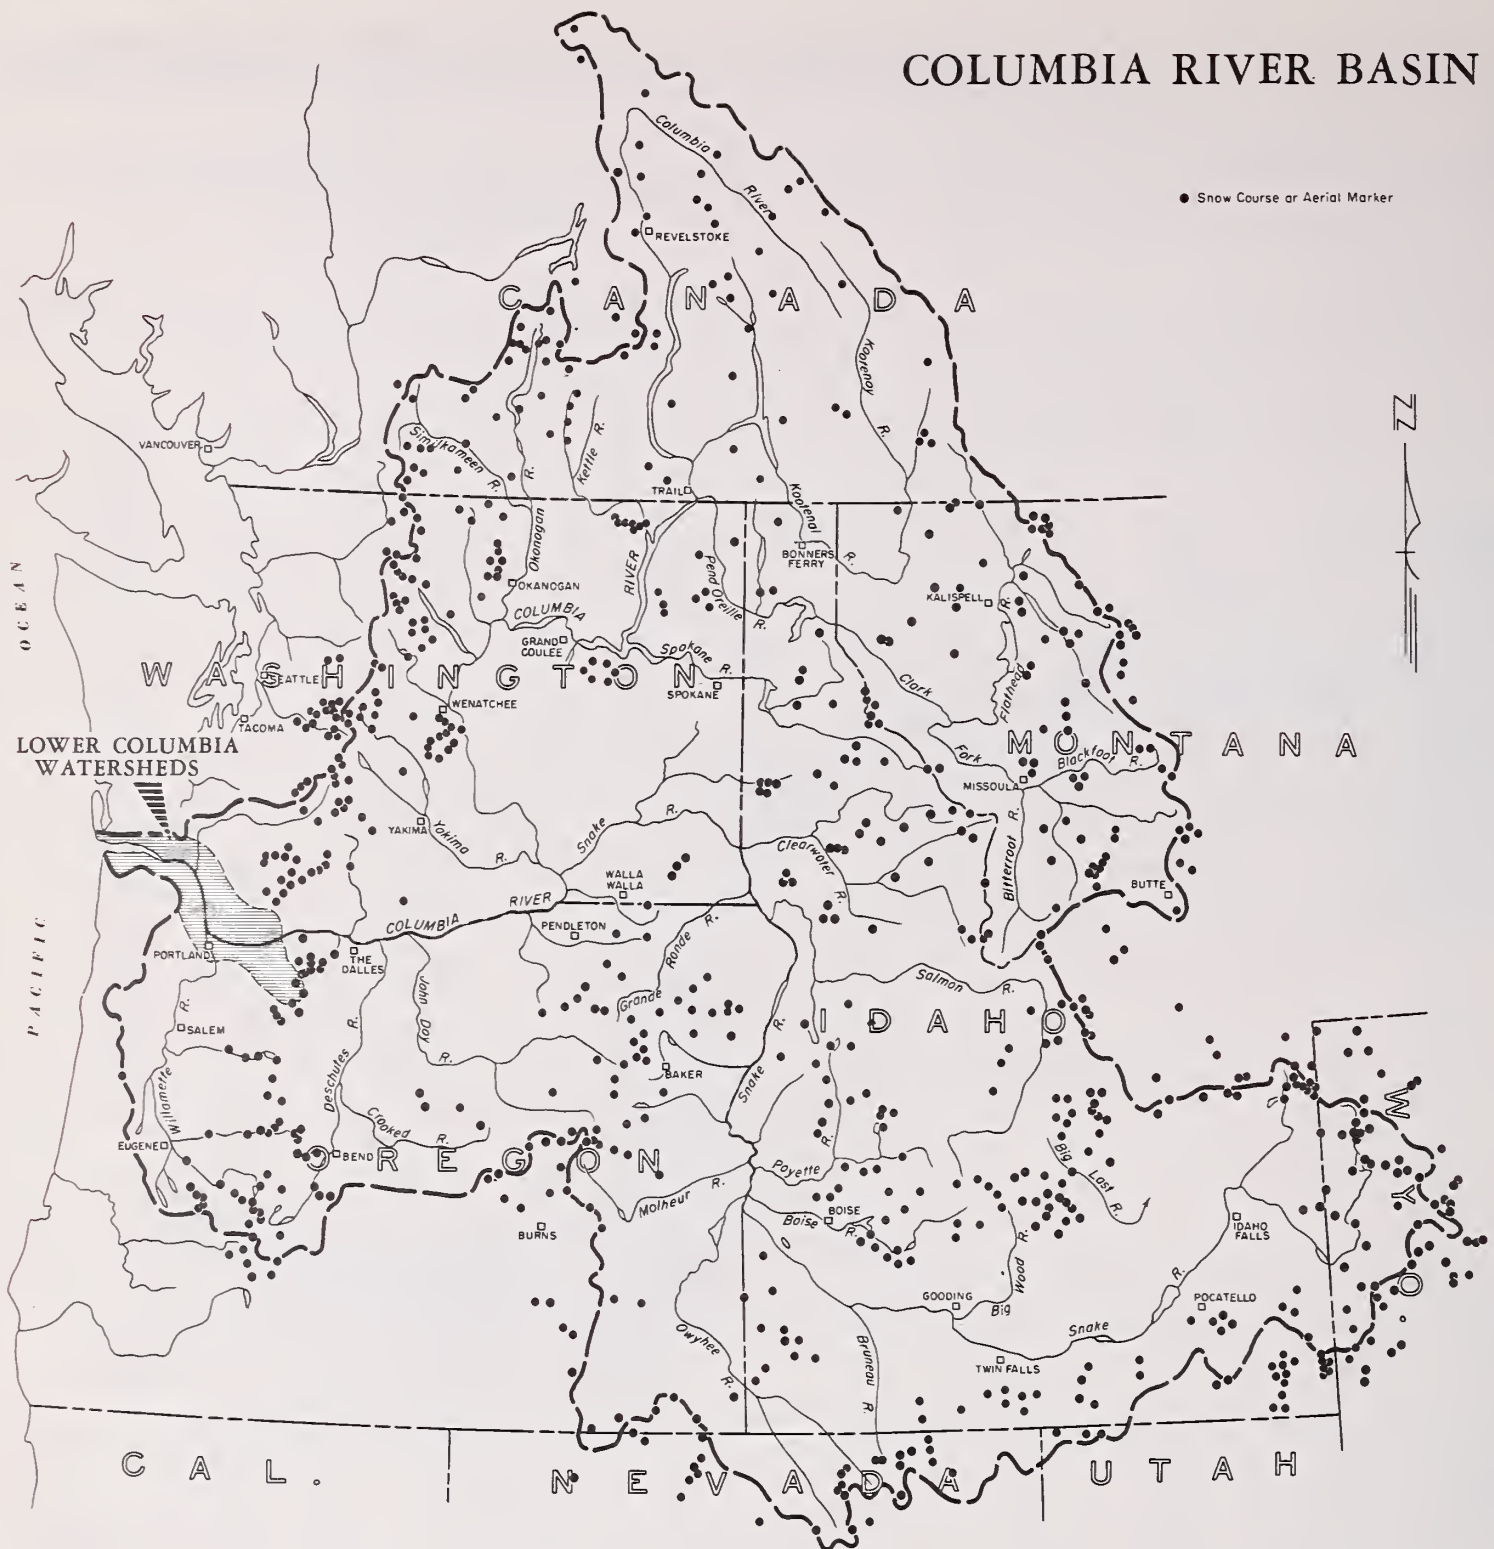 COLUMBIA RIVER BASIN
● Snow Course or Aerial Marker
Columbia
River
REVELSTOKE
C A N A D A
Kootenay
R.
VANCOUVER
Similkameen
R.
R.
Kettle R.
TRAIL
Kootenai
R.
BONNERS
FERRY
Okonogan
OKANOGAN
RIVER
COLUMBIA
Pend Oreille
R.
KALISPELL
R.
GRAND
COULEE
Spokane
R.
SPOKANE
Clark
Fork
Flathead
OCEAN
WASHINGTON
SEATTLE
TACOMA
WENATCHEE
MONTANA
Blackfoot R.
MISSOULA
LOWER COLUMBIA
WATERSHEDS
YAKIMA
Yakima
R.
Snake
R.
Clearwater
R.
Bitterroot R.
BUTTE
WALLA
WALLA
COLUMBIA
RIVER
PENDLETON
PORTLAND
THE
DALLES
Grande
Ronde
R.
Salmon
R.
PACIFIC
John Day
R.
IDAHO
SALEM
R.
Willamette
Deschutes
R.
BAKER
Snake
R.
Crooked
R.
EUGENE
BEND
OREGON
Payette
R.
Big
Lost
R.
WYO.
Malheur
R.
BURNS
Boise
R.
BOISE
IDAHO
FALLS
Big
Wood
R.
GOODING
Snake
R.
POCATELLO
Owyhee
R.
Bruneau
R.
TWIN FALLS
CAL.
NEVADA
UTAH
N